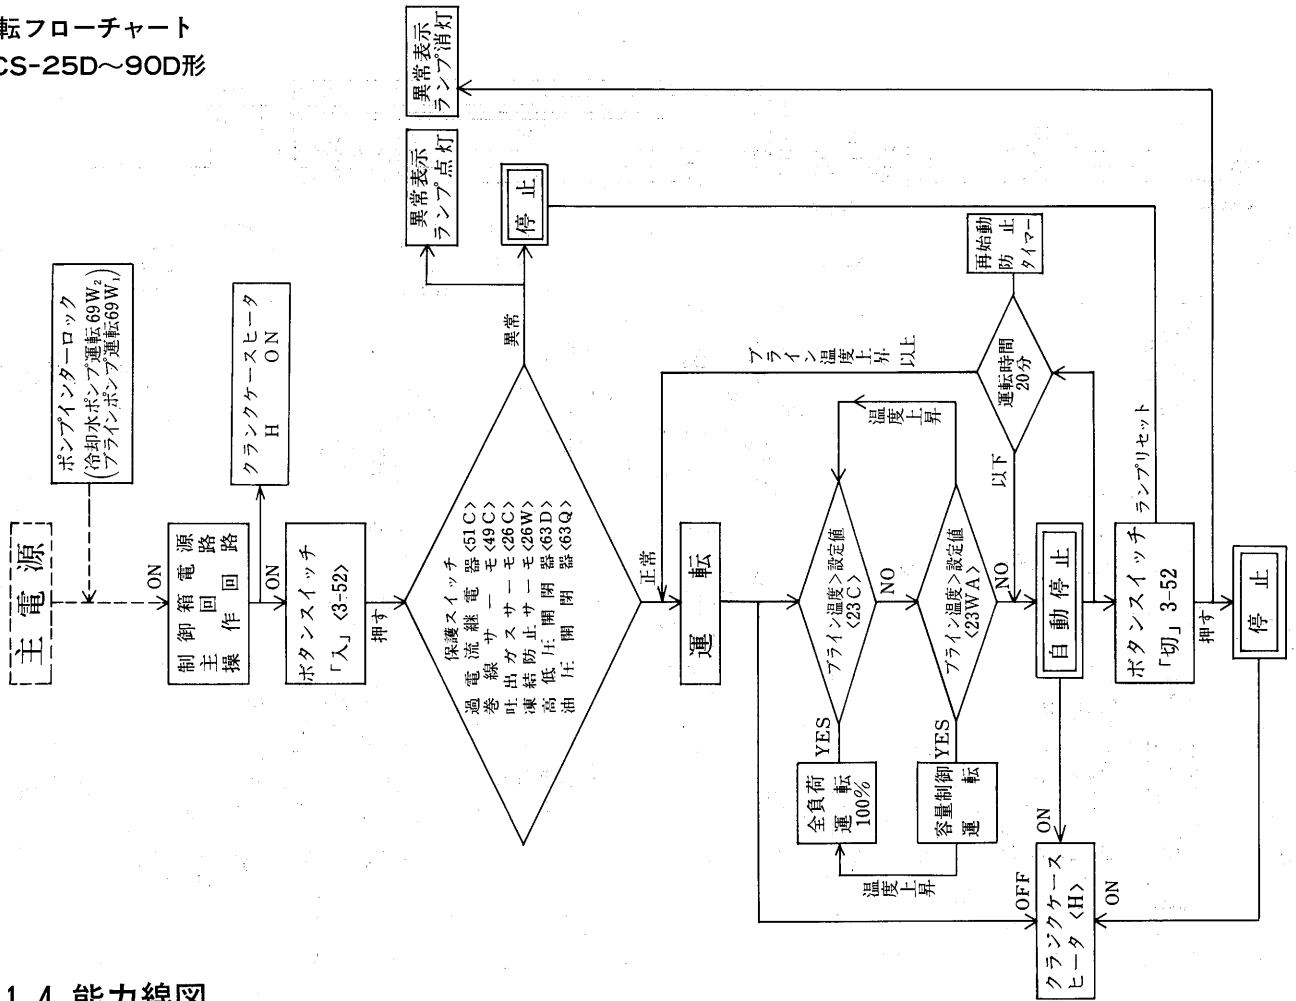 転フローチャート
CS-25D～90D形
主電源
ポンプインターロック
(冷却水ポンプ運転69W₂
ブラインポンプ運転69W₁)
ON
制御箱電源
主回路
操作回路
クランクケースヒータ
H ON
ON
ボタンスイッチ
「入」<3-52>
押す
保護スイッチ
過電流継電器<51C>
巻線サーモ<49C>
吐出ガスサーモ<26C>
凍結防止サーモ<26W>
高低圧開閉器<63D>
油圧開閉器<63Q>
異常
異常表示
ランプ点灯
停止
異常表示
ランプ消灯
正常
運転
ブライン温度>設定値
<23C>
YES
全負荷
運転
100%
NO
温度上昇
ブライン温度>設定値
<23WA>
YES
容量制御
運転
温度上昇
NO
ブライン温度上昇
以上
運転時間
20分
再始動
防止
タイマー
以下
自動停止
ON
OFF
クランクケース
ヒータ<H>
ON
ボタンスイッチ
「切」3-52
ランプリセット
押す
停止
1.4 能力線図